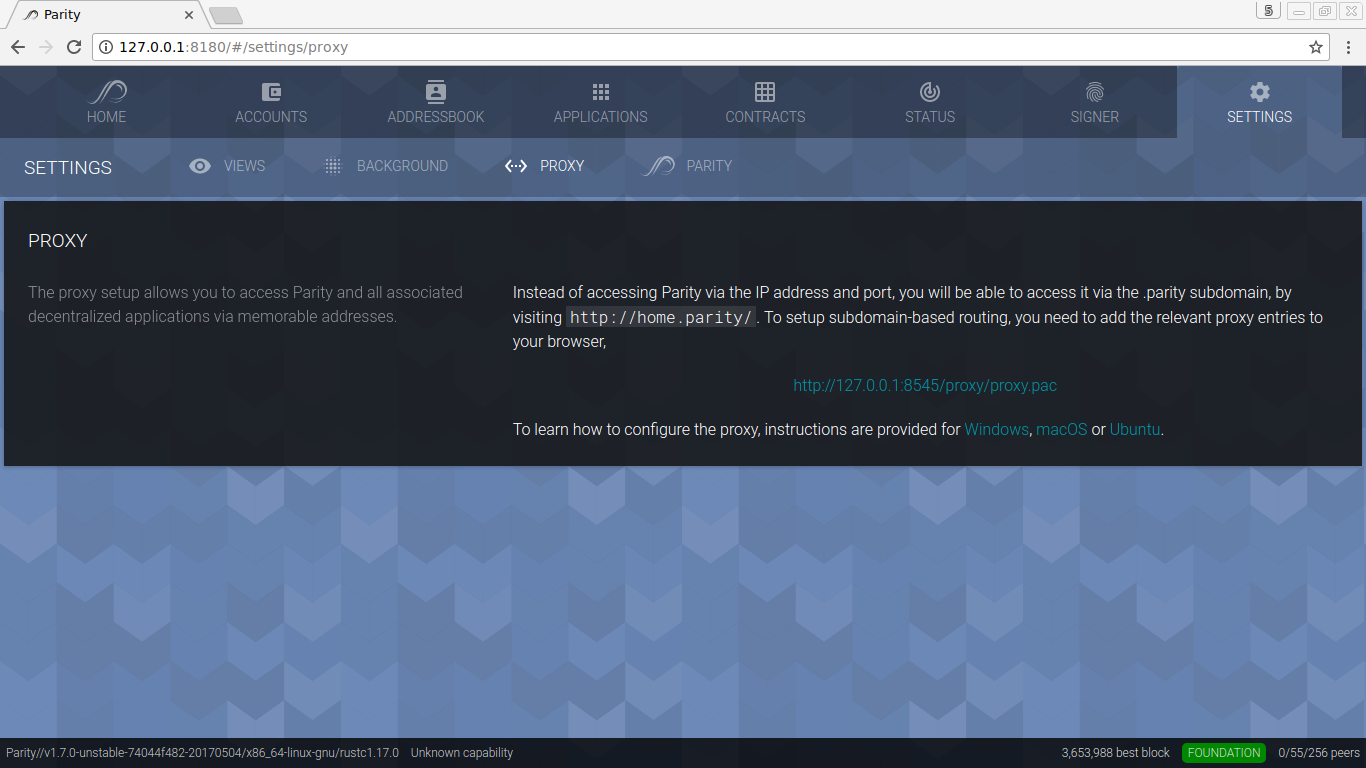 Parity
5
127.0.0.1:8180/#/settings/proxy
HOME ACCOUNTS ADDRESSBOOK APPLICATIONS CONTRACTS STATUS SIGNER SETTINGS
SETTINGS VIEWS BACKGROUND PROXY PARITY
PROXY
The proxy setup allows you to access Parity and all associated
decentralized applications via memorable addresses.
Instead of accessing Parity via the IP address and port, you will be able to access it via the .parity subdomain, by
visiting http://home.parity/. To setup subdomain-based routing, you need to add the relevant proxy entries to
your browser,
http://127.0.0.1:8545/proxy/proxy.pac
To learn how to configure the proxy, instructions are provided for Windows, macOS or Ubuntu.
Parity//v1.7.0-unstable-74044f482-20170504/x86_64-linux-gnu/rustc1.17.0 Unknown capability 3,653,988 best block FOUNDATION 0/55/256 peers